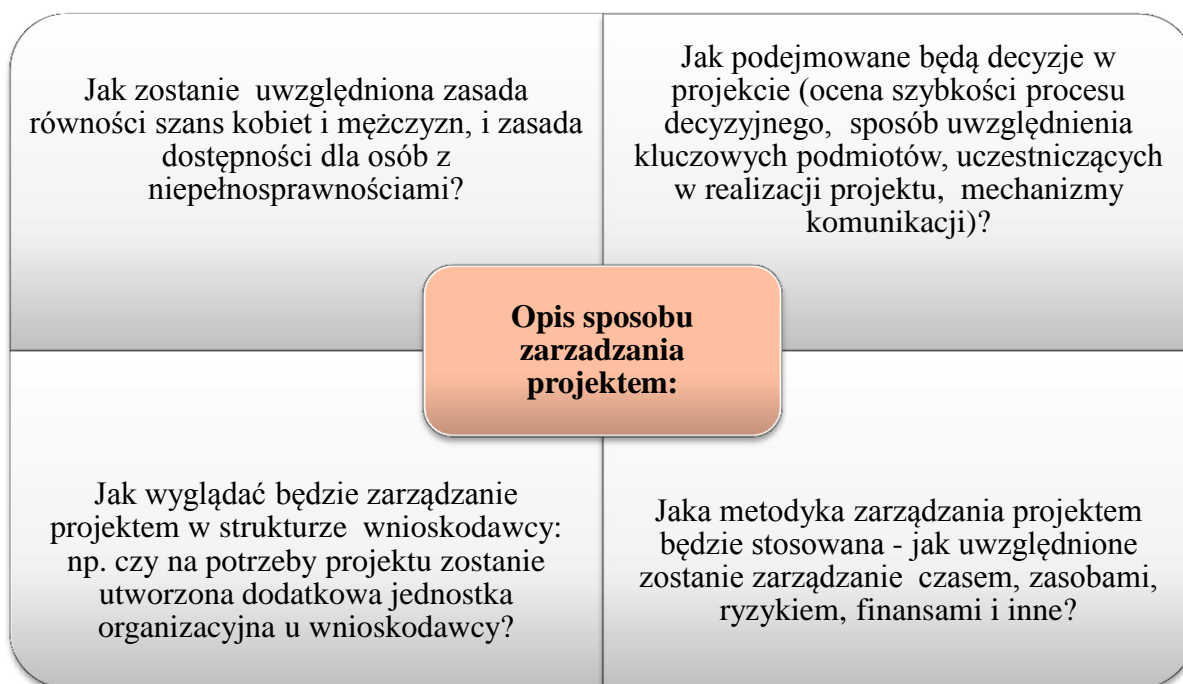 Jak zostanie uwzględniona zasada
równości szans kobiet i mężczyzn, i zasada
dostępności dla osób z
niepełnosprawnościami?
Jak podejmowane będą decyzje w
projekcie (ocena szybkości procesu
decyzyjnego, sposób uwzględnienia
kluczowych podmiotów, uczestniczących
w realizacji projektu, mechanizmy
komunikacji)?
Opis sposobu
zarzadzania
projektem:
Jak wyglądać będzie zarządzanie
projektem w strukturze wnioskodawcy:
np. czy na potrzeby projektu zostanie
utworzona dodatkowa jednostka
organizacyjna u wnioskodawcy?
Jaka metodyka zarządzania projektem
będzie stosowana - jak uwzględnione
zostanie zarządzanie czasem, zasobami,
ryzykiem, finansami i inne?